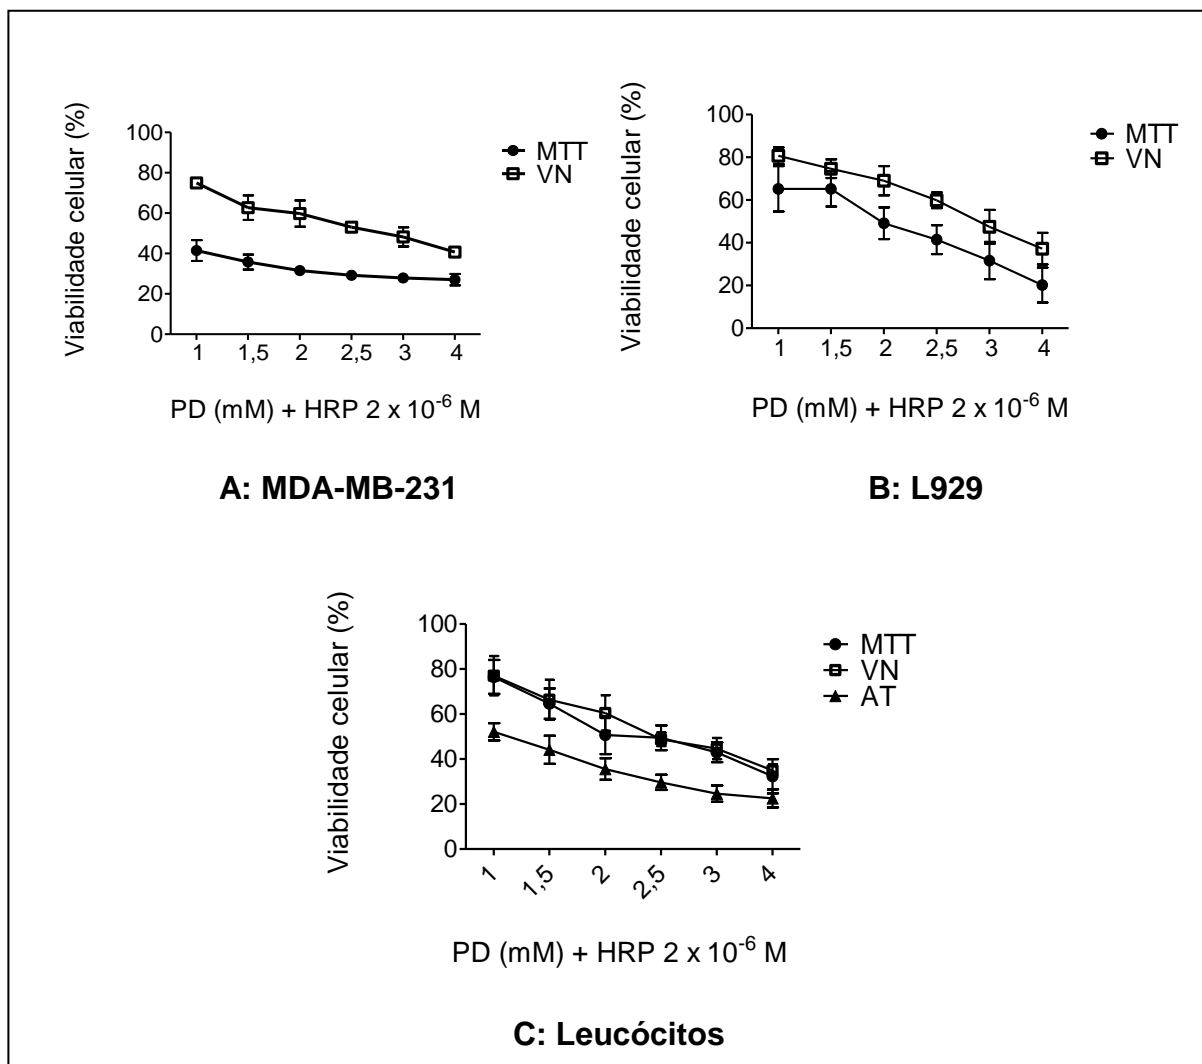 Viabilidade celular (%)
100
80
60
40
20
0
1
1,5
2
2,5
3
4
MTT
VN
PD (mM) + HRP 2 x 10⁻⁶ M
A: MDA-MB-231
Viabilidade celular (%)
100
80
60
40
20
0
1
1,5
2
2,5
3
4
MTT
VN
PD (mM) + HRP 2 x 10⁻⁶ M
B: L929
Viabilidade celular (%)
100
80
60
40
20
0
1
1,5
2
2,5
3
4
MTT
VN
AT
PD (mM) + HRP 2 x 10⁻⁶ M
C: Leucócitos